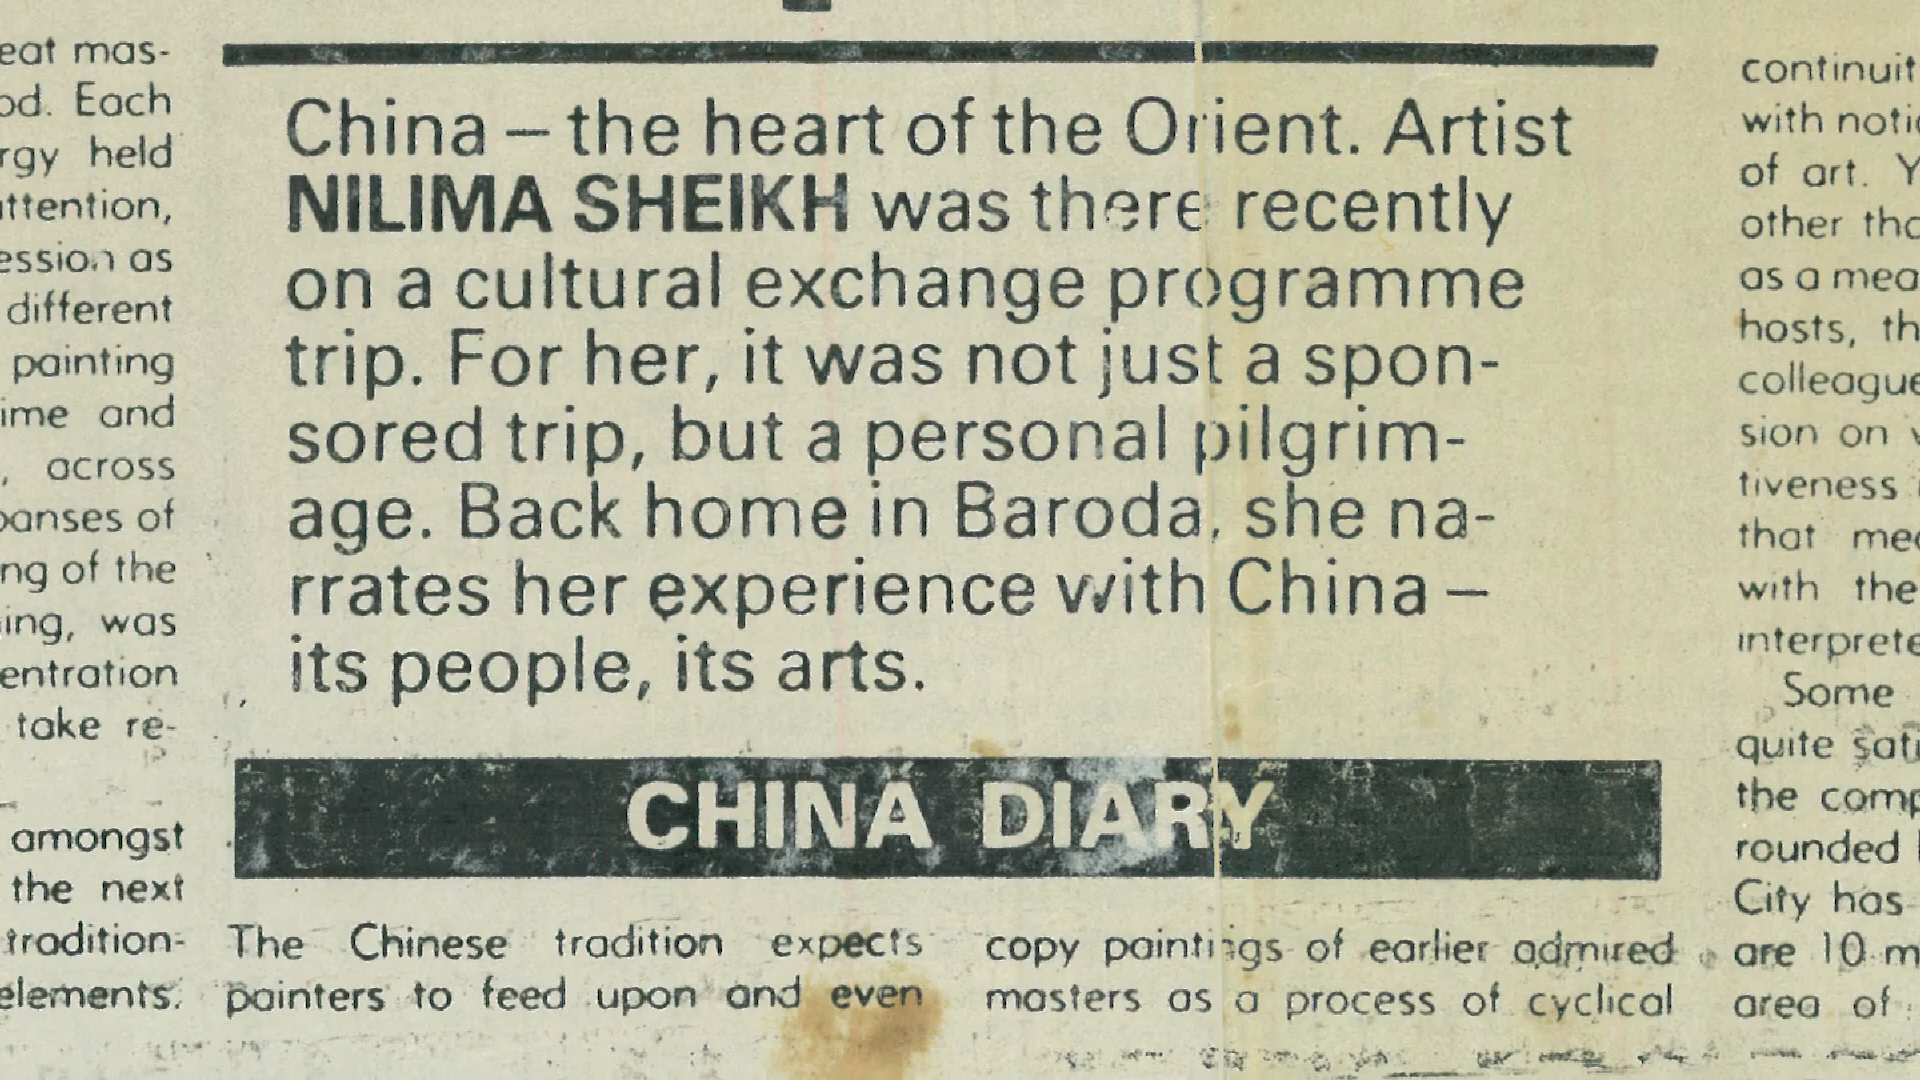 eat mas-
od. Each
rgy held
attention,
ession as
different
painting
ime and
, across
panses of
ng of the
ing, was
entration
take re-
amongst
the next
tradition-
elements.
China – the heart of the Orient. Artist
NILIMA SHEIKH was there recently
on a cultural exchange programme
trip. For her, it was not just a spon-
sored trip, but a personal pilgrim-
age. Back home in Baroda, she na-
rrates her experience with China –
its people, its arts.
CHINA DIARY
The Chinese tradition expects
painters to feed upon and even
copy paintings of earlier admired
masters as a process of cyclical
continuit
with notic
of art. Y
other tha
as a mea
hosts, th
colleague
sion on
tiveness
that me
with the
interprete
Some
quite sati
the comp
rounded
City has
are 10 m
area of